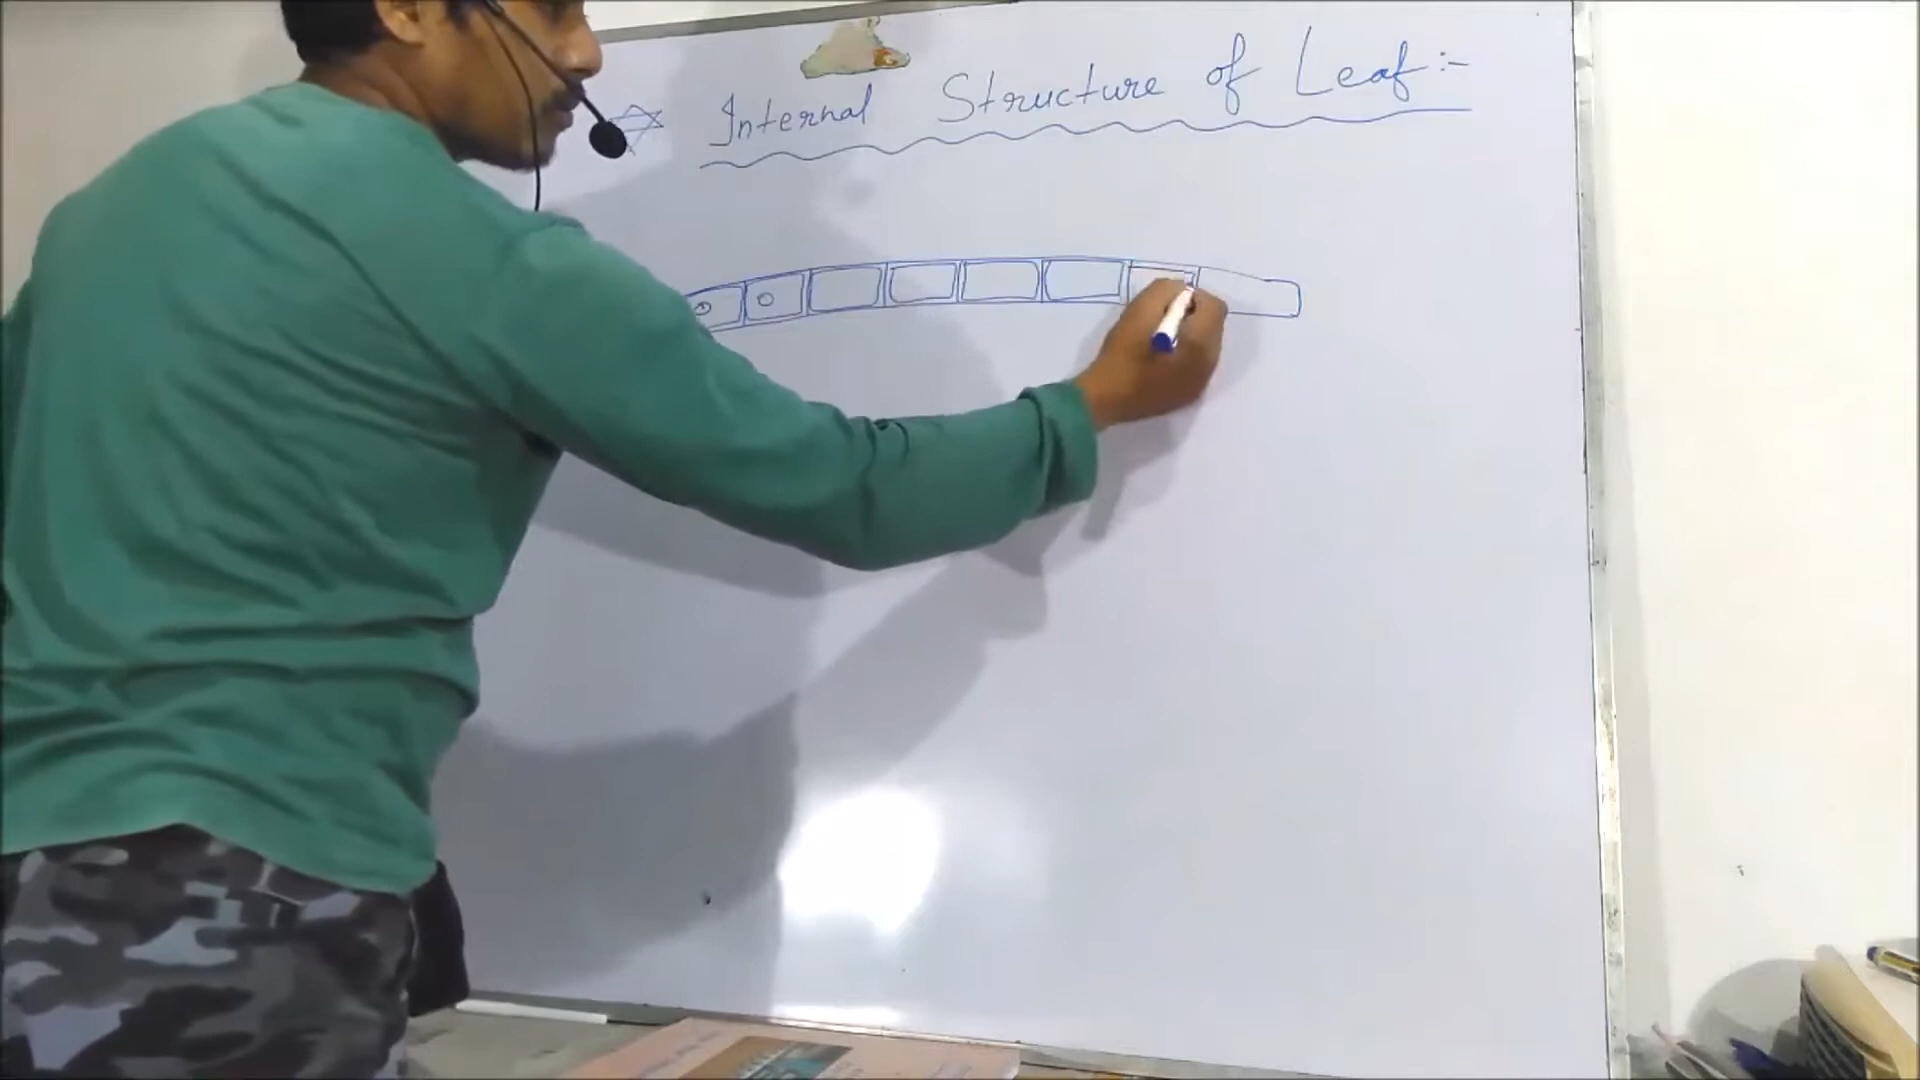 Internal Structure of Leaf :-